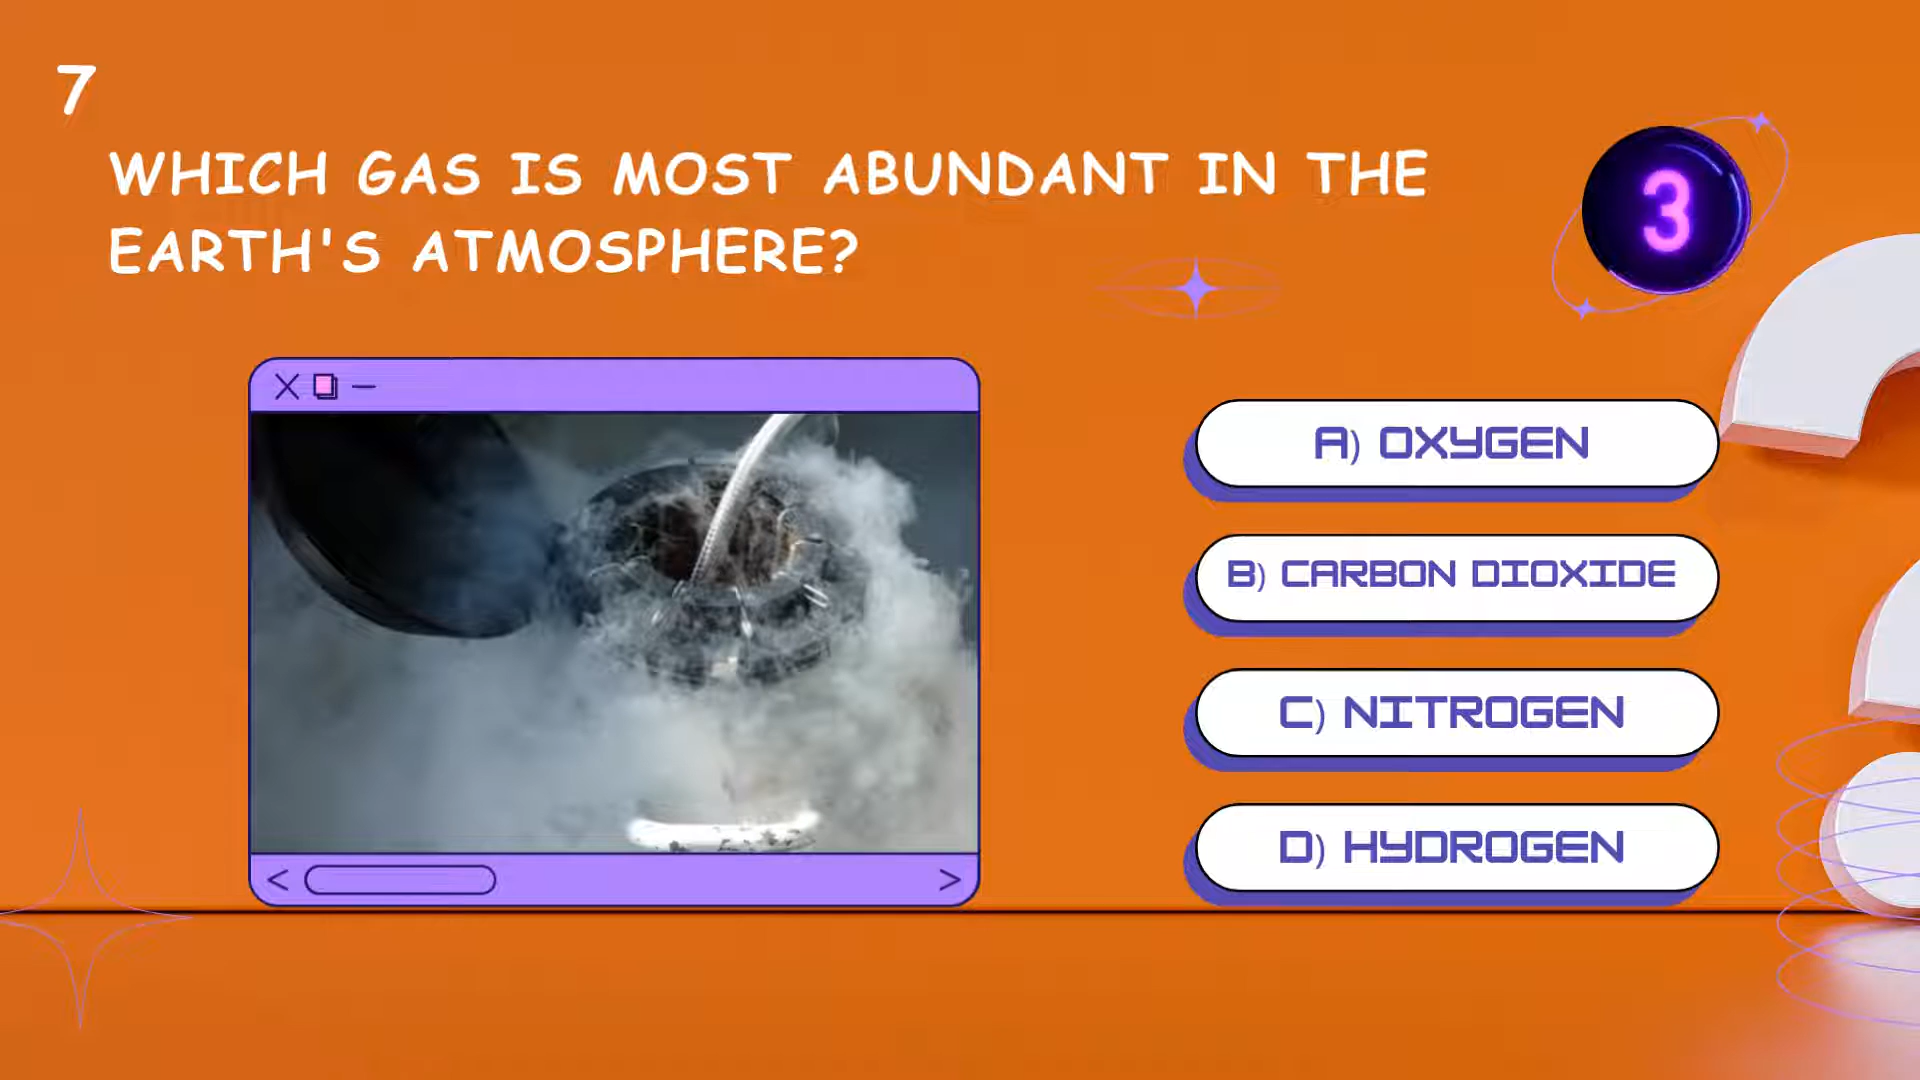 7
WHICH GAS IS MOST ABUNDANT IN THE
EARTH'S ATMOSPHERE?
3
A) OXYGEN
B) CARBON DIOXIDE
C) NITROGEN
D) HYDROGEN